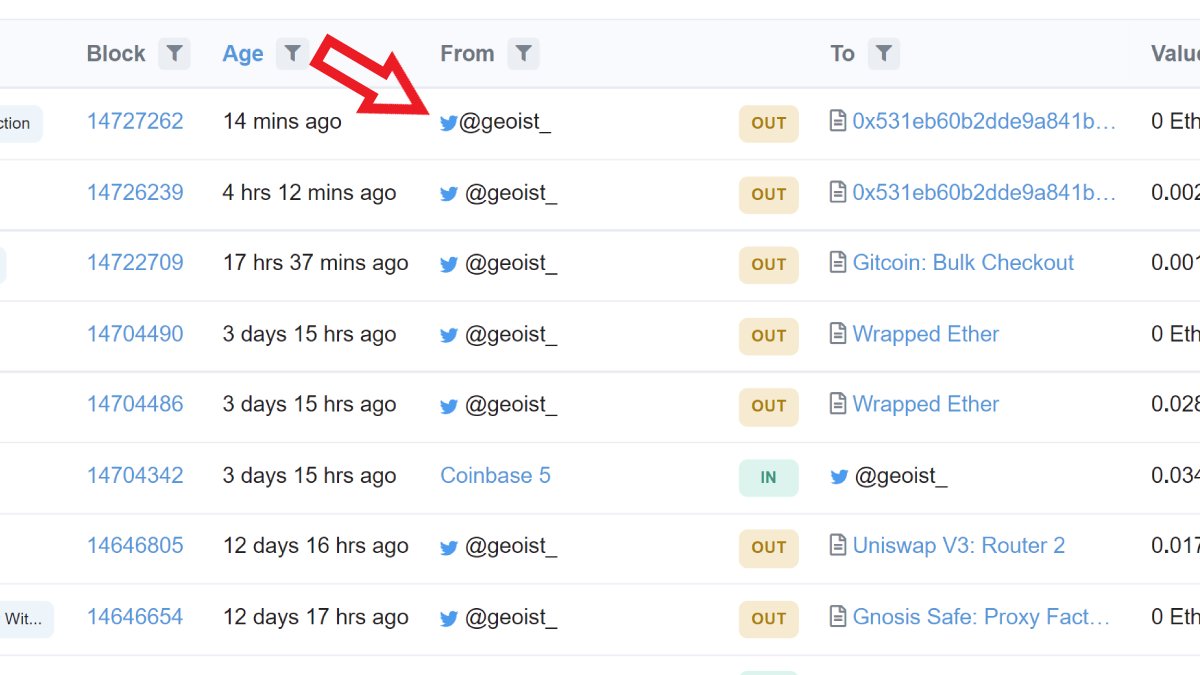 Block Age From To Value
ction 14727262 14 mins ago @geoist_ OUT 0x531eb60b2dde9a841b... 0 Eth
14726239 4 hrs 12 mins ago @geoist_ OUT 0x531eb60b2dde9a841b... 0.002
14722709 17 hrs 37 mins ago @geoist_ OUT Gitcoin: Bulk Checkout 0.001
14704490 3 days 15 hrs ago @geoist_ OUT Wrapped Ether 0 Eth
14704486 3 days 15 hrs ago @geoist_ OUT Wrapped Ether 0.028
14704342 3 days 15 hrs ago Coinbase 5 IN @geoist_ 0.034
14646805 12 days 16 hrs ago @geoist_ OUT Uniswap V3: Router 2 0.017
Wit... 14646654 12 days 17 hrs ago @geoist_ OUT Gnosis Safe: Proxy Fact... 0 Eth